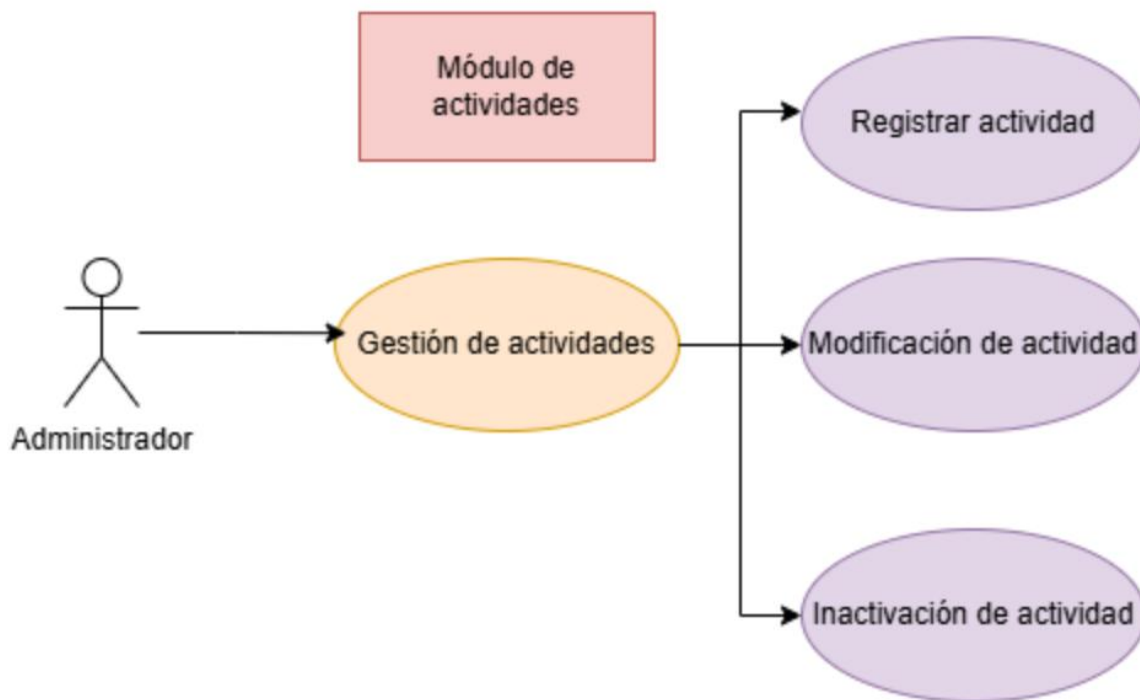 Módulo de
actividades
Registrar actividad
Gestión de actividades
Modificación de actividad
Administrador
Inactivación de actividad